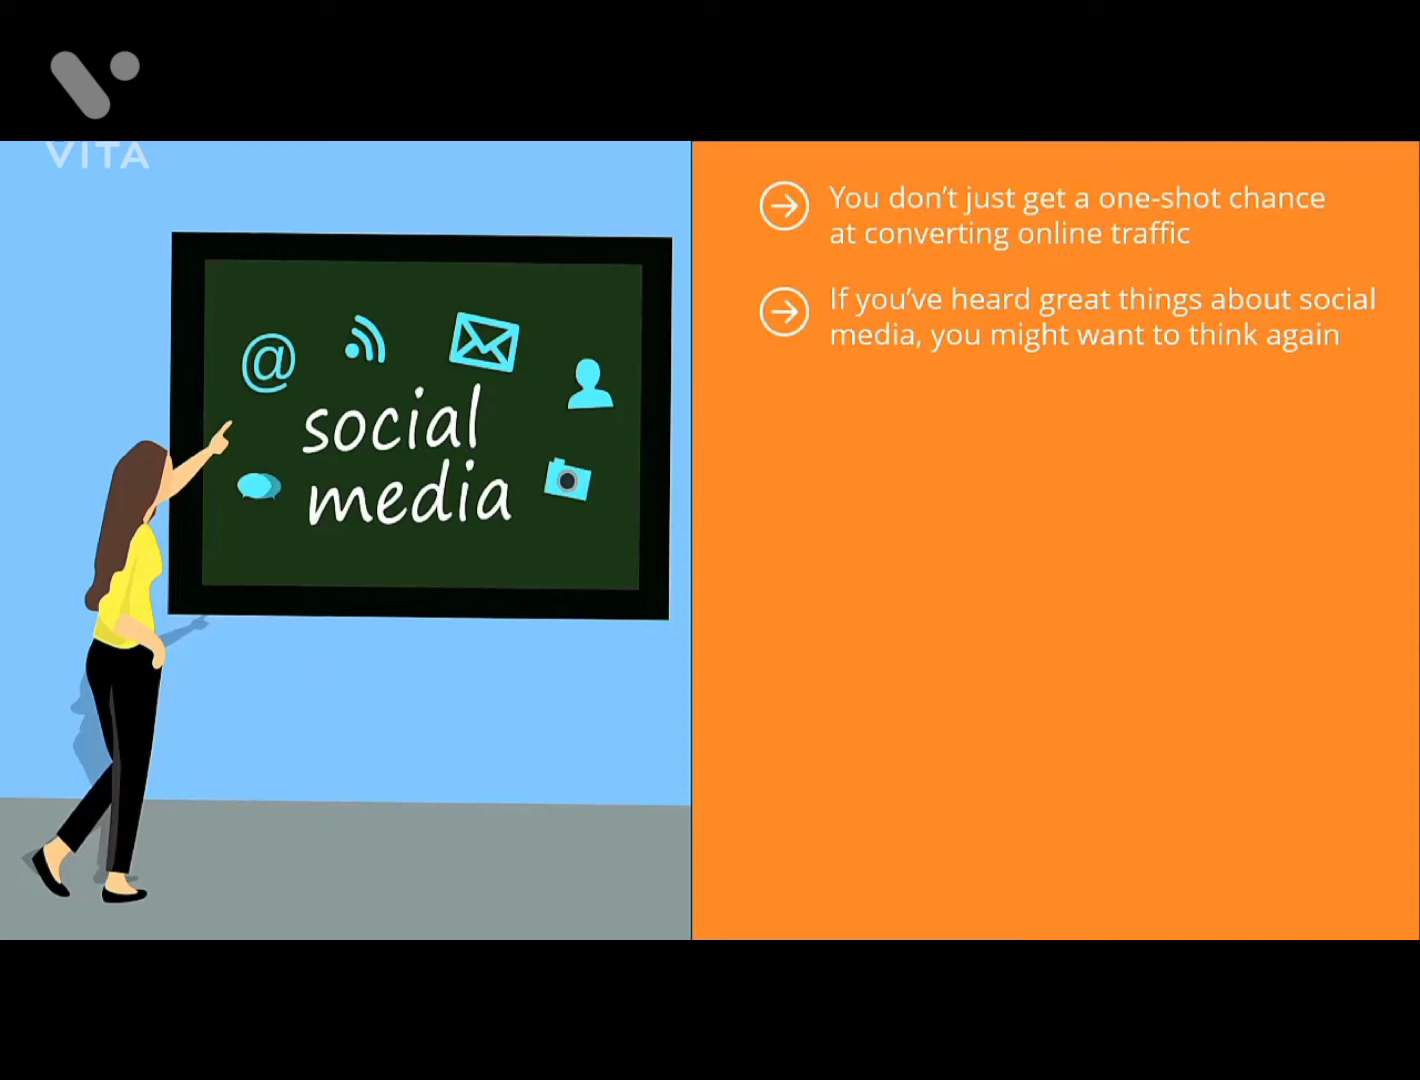 VITA
@
social
media
You don’t just get a one-shot chance
at converting online traffic
If you’ve heard great things about social
media, you might want to think again